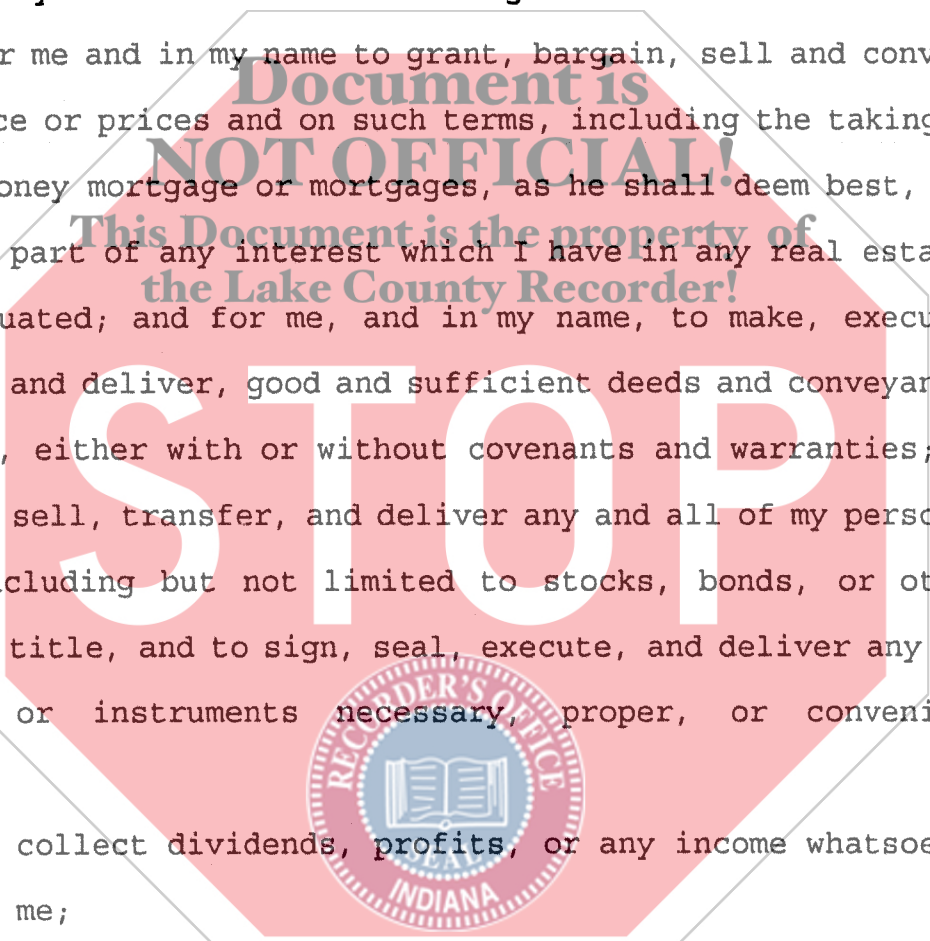 r me and in my name to grant, bargain, sell and conv
Document is
ce or prices and on such terms, including the taking
NOT OFFICIAL!
oney mortgage or mortgages, as he shall deem best,
This Document is the property of
part of any interest which I have in any real esta
the Lake County Recorder!
uated; and for me, and in my name, to make, execu
and deliver, good and sufficient deeds and conveyan
, either with or without covenants and warranties;
STOP
sell, transfer, and deliver any and all of my perso
cluding but not limited to stocks, bonds, or ot
title, and to sign, seal, execute, and deliver any
or instruments necessary, proper, or conveni
RECORDER'S OFFICE
collect dividends, profits, or any income whatsoe
SEAL
INDIANA
me;